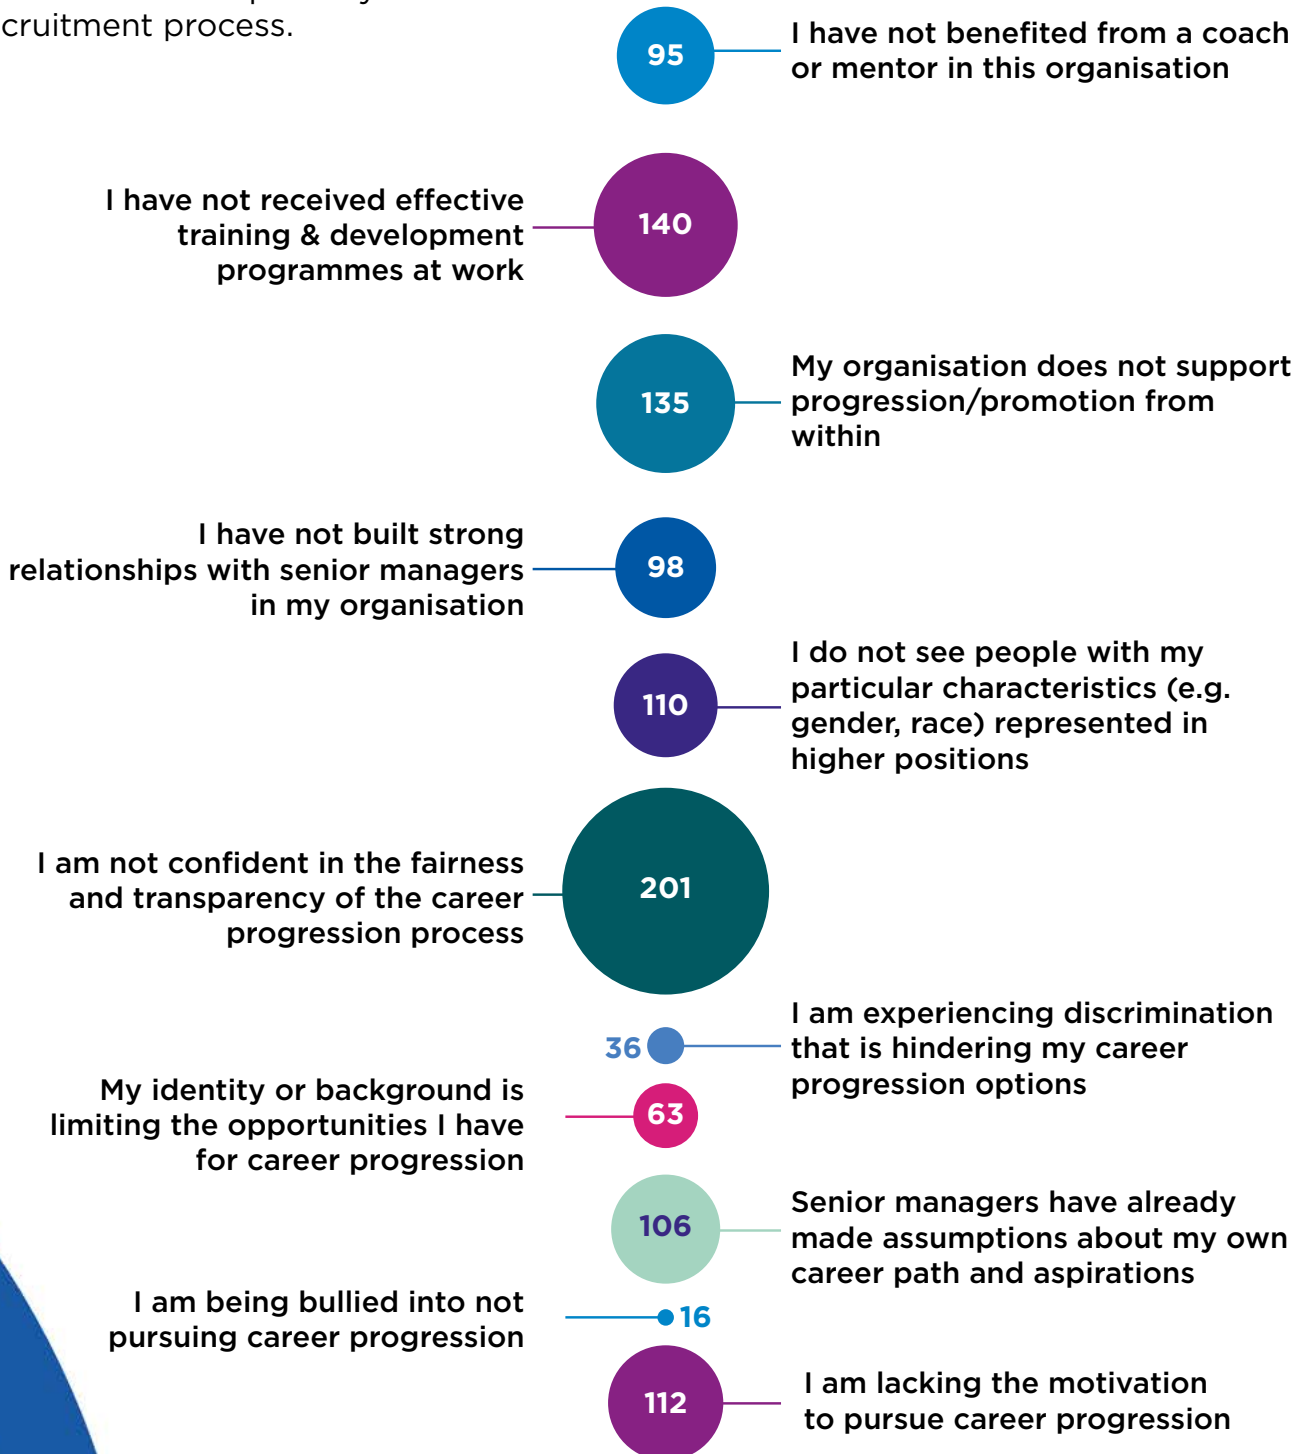 cruitment process.
95
I have not benefited from a coach
or mentor in this organisation
I have not received effective
training & development
programmes at work
140
135
My organisation does not support
progression/promotion from
within
I have not built strong
relationships with senior managers
in my organisation
98
110
I do not see people with my
particular characteristics (e.g.
gender, race) represented in
higher positions
I am not confident in the fairness
and transparency of the career
progression process
201
36
I am experiencing discrimination
that is hindering my career
progression options
My identity or background is
limiting the opportunities I have
for career progression
63
106
Senior managers have already
made assumptions about my own
career path and aspirations
I am being bullied into not
pursuing career progression
16
112
I am lacking the motivation
to pursue career progression